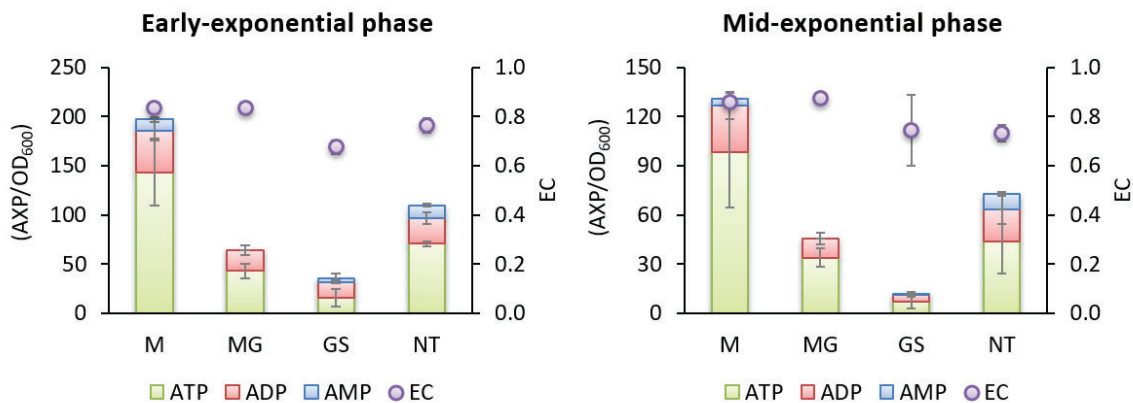 Early-exponential phase
(AXP/OD600)
250
200
150
100
50
0
1.0
0.8
0.6
0.4
0.2
0.0
EC
M MG GS NT
ATP ADP AMP EC
Mid-exponential phase
(AXP/OD600)
150
120
90
60
30
0
1.0
0.8
0.6
0.4
0.2
0.0
EC
M MG GS NT
ATP ADP AMP EC